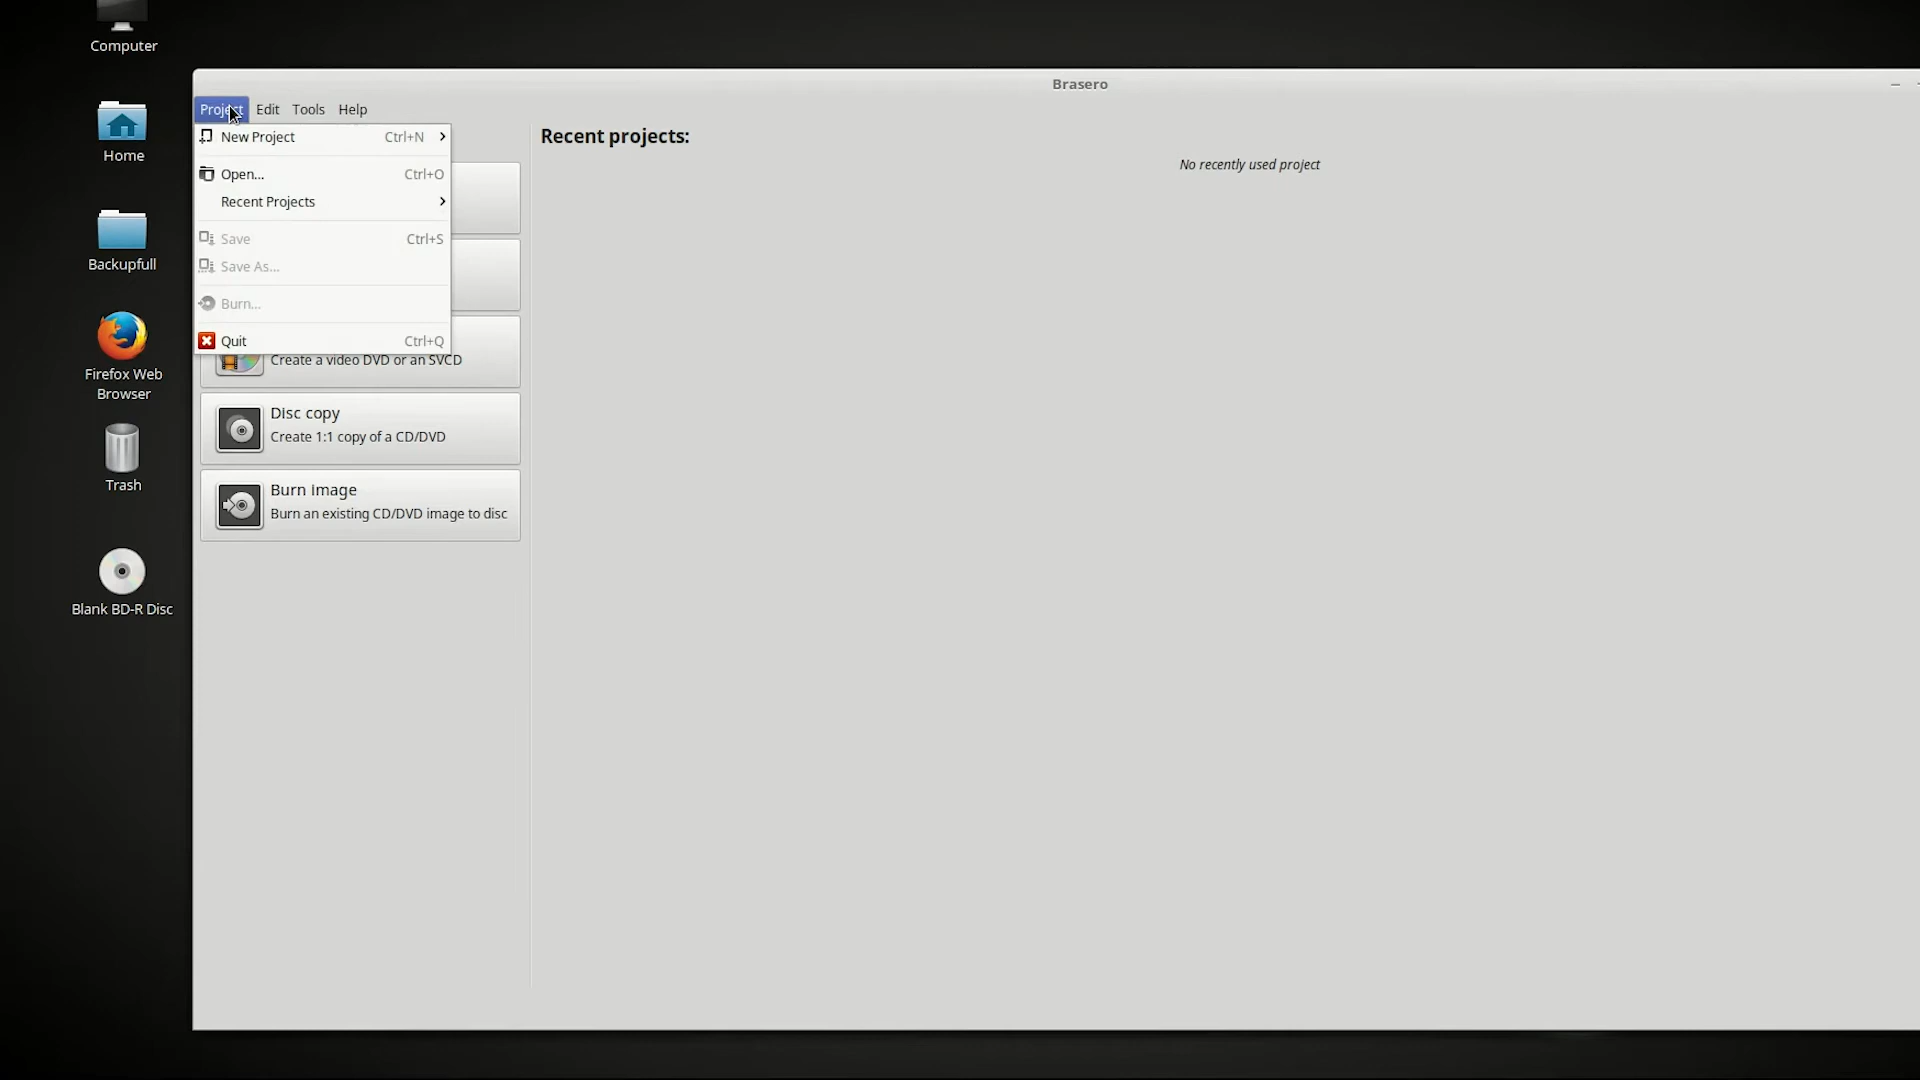 Computer
Brasero
Project Edit Tools Help
New Project Ctrl+N
Recent projects:
No recently used project
Home
Open... Ctrl+O
Recent Projects
Save Ctrl+S
Save As...
Backupfull
Burn...
Quit Ctrl+Q
Create a video DVD or an SVCD
Firefox Web
Browser
Disc copy
Create 1:1 copy of a CD/DVD
Trash
Burn image
Burn an existing CD/DVD image to disc
Blank BD-R Disc